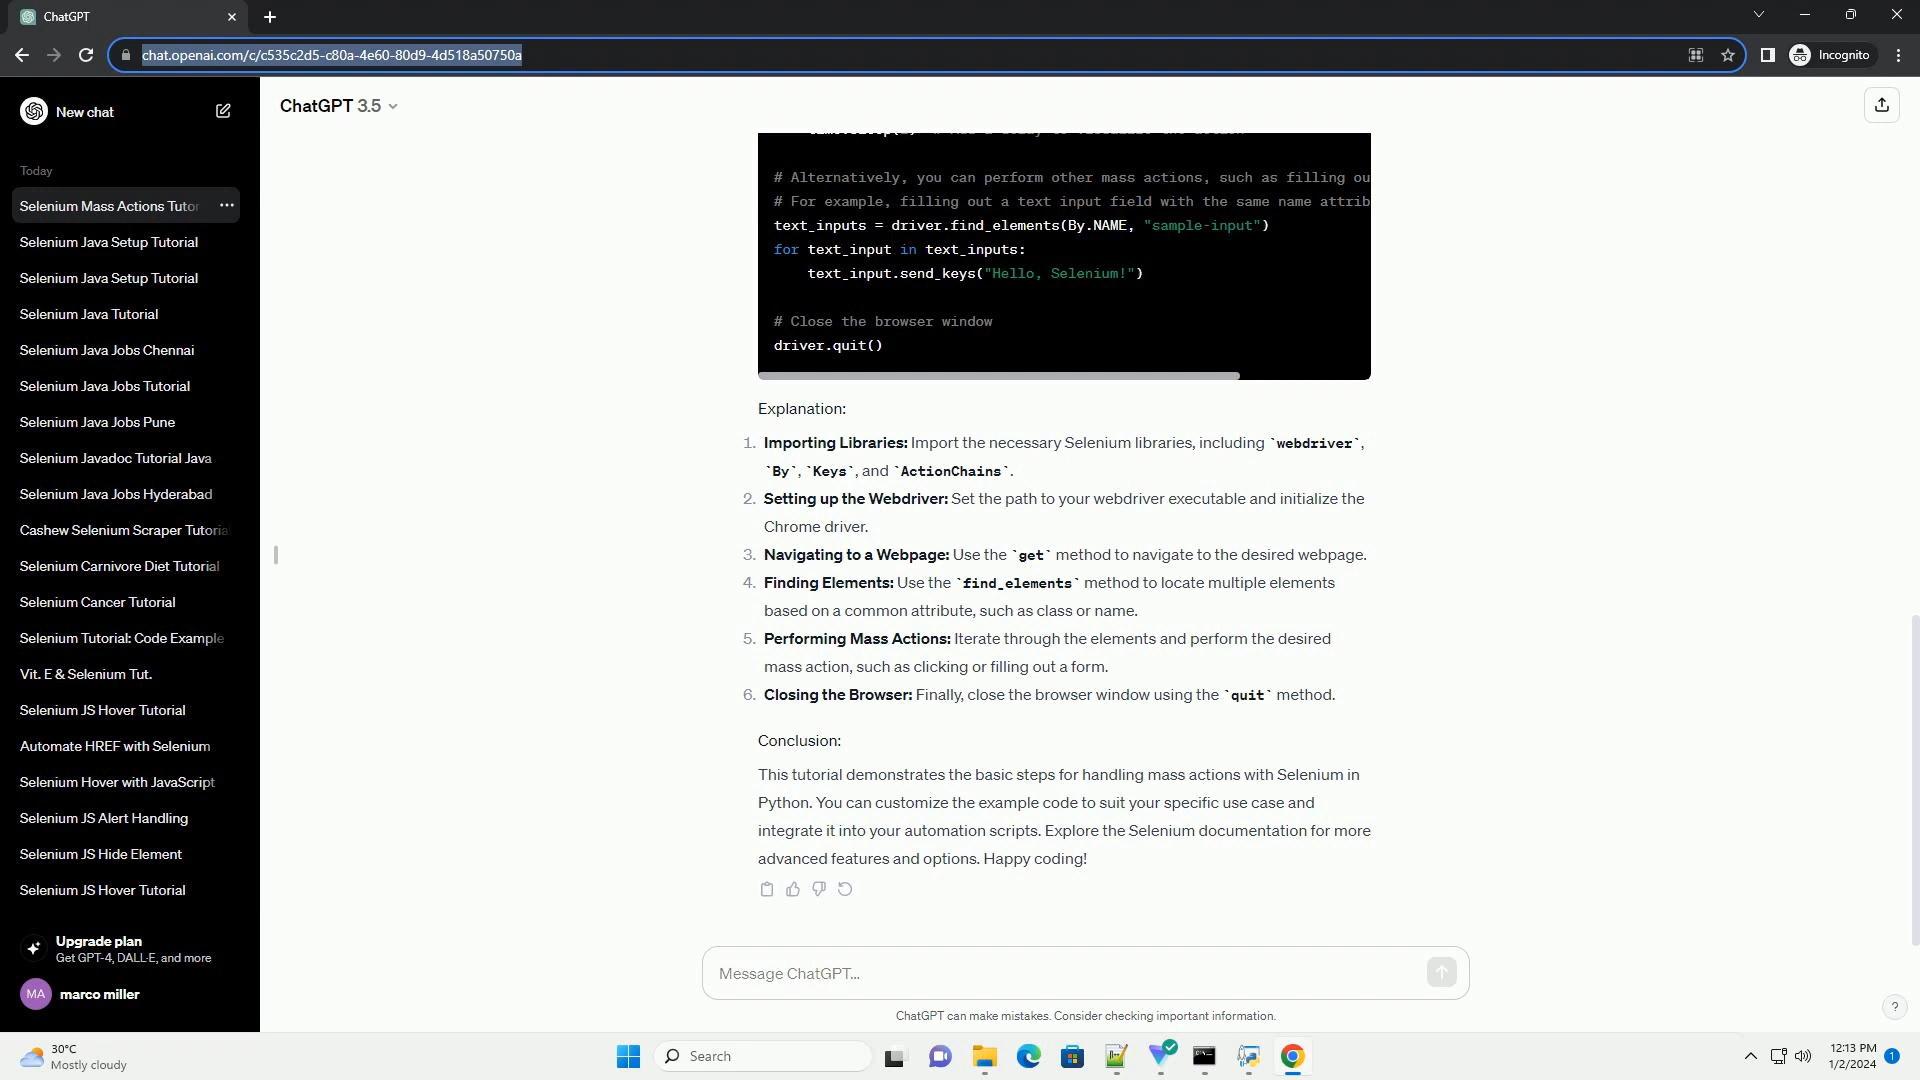 ChatGPT
chat.openai.com/c/c535c2d5-c80a-4e60-80d9-4d518a50750a
Incognito
New chat
Today
Selenium Mass Actions Tutor
Selenium Java Setup Tutorial
Selenium Java Setup Tutorial
Selenium Java Tutorial
Selenium Java Jobs Chennai
Selenium Java Jobs Tutorial
Selenium Java Jobs Pune
Selenium Javadoc Tutorial Java
Selenium Java Jobs Hyderabad
Cashew Selenium Scraper Tutoria
Selenium Carnivore Diet Tutorial
Selenium Cancer Tutorial
Selenium Tutorial: Code Example
Vit. E & Selenium Tut.
Selenium JS Hover Tutorial
Automate HREF with Selenium
Selenium Hover with JavaScript
Selenium JS Alert Handling
Selenium JS Hide Element
Selenium JS Hover Tutorial
Upgrade plan
Get GPT-4, DALL·E, and more
MA marco miller
ChatGPT 3.5
# Alternatively, you can perform other mass actions, such as filling ou
# For example, filling out a text input field with the same name attrib
text_inputs = driver.find_elements(By.NAME, "sample-input")
for text_input in text_inputs:
text_input.send_keys("Hello, Selenium!")
# Close the browser window
driver.quit()
Explanation:
1. Importing Libraries: Import the necessary Selenium libraries, including `webdriver`,
`By`, `Keys`, and `ActionChains`.
2. Setting up the Webdriver: Set the path to your webdriver executable and initialize the
Chrome driver.
3. Navigating to a Webpage: Use the `get` method to navigate to the desired webpage.
4. Finding Elements: Use the `find_elements` method to locate multiple elements
based on a common attribute, such as class or name.
5. Performing Mass Actions: Iterate through the elements and perform the desired
mass action, such as clicking or filling out a form.
6. Closing the Browser: Finally, close the browser window using the `quit` method.
Conclusion:
This tutorial demonstrates the basic steps for handling mass actions with Selenium in
Python. You can customize the example code to suit your specific use case and
integrate it into your automation scripts. Explore the Selenium documentation for more
advanced features and options. Happy coding!
Message ChatGPT...
ChatGPT can make mistakes. Consider checking important information.
?
30°C
Mostly cloudy
Search
12:13 PM
1/2/2024
1